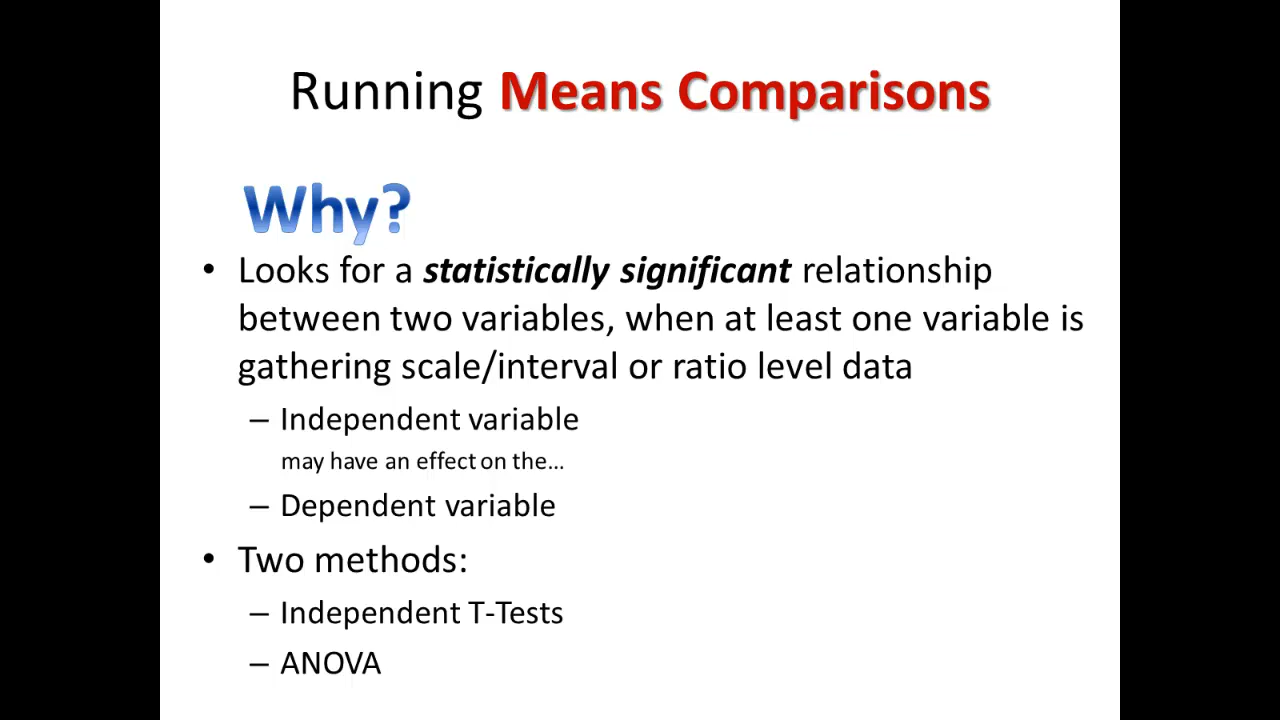 Running Means Comparisons
Why?
• Looks for a statistically significant relationship
between two variables, when at least one variable is
gathering scale/interval or ratio level data
– Independent variable
may have an effect on the…
– Dependent variable
• Two methods:
– Independent T-Tests
– ANOVA